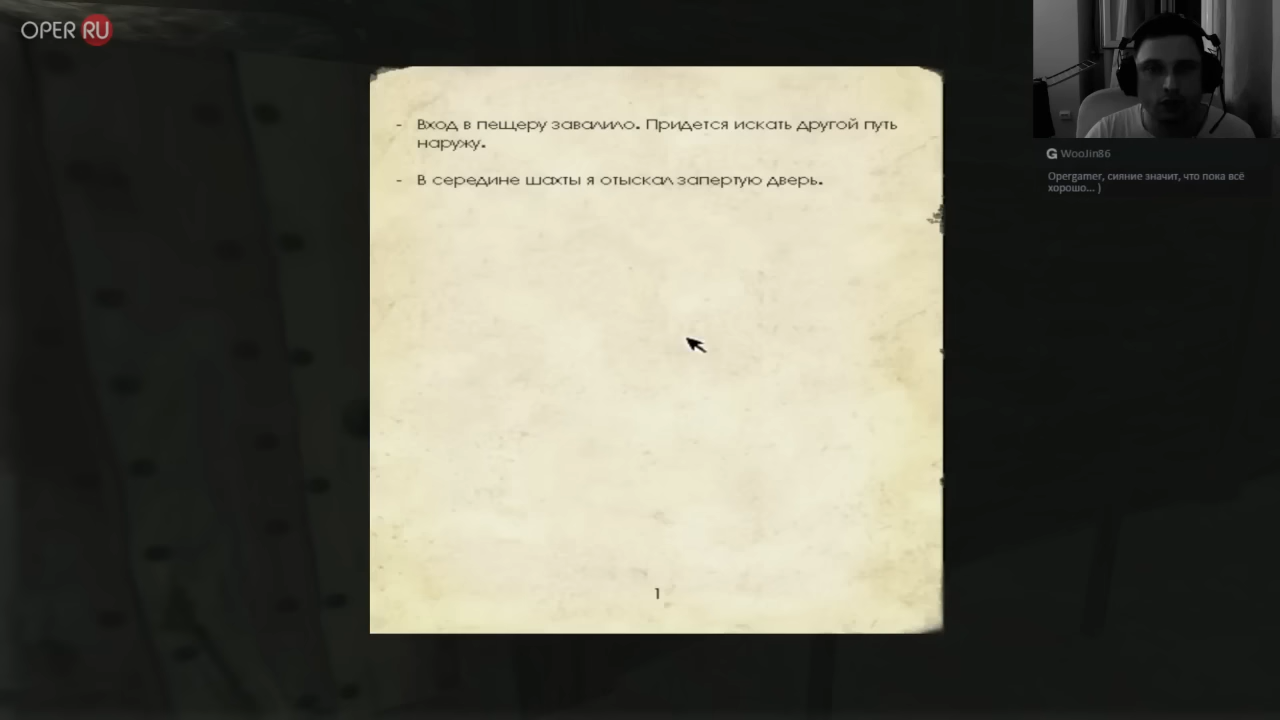 OPER RU
- Вход в пещеру завалило. Придется искать другой путь
наружу.
- В середине шахты я отыскал запертую дверь.
1
G WooJin86
Opergamer, сияние значит, что пока всё
хорошо... )